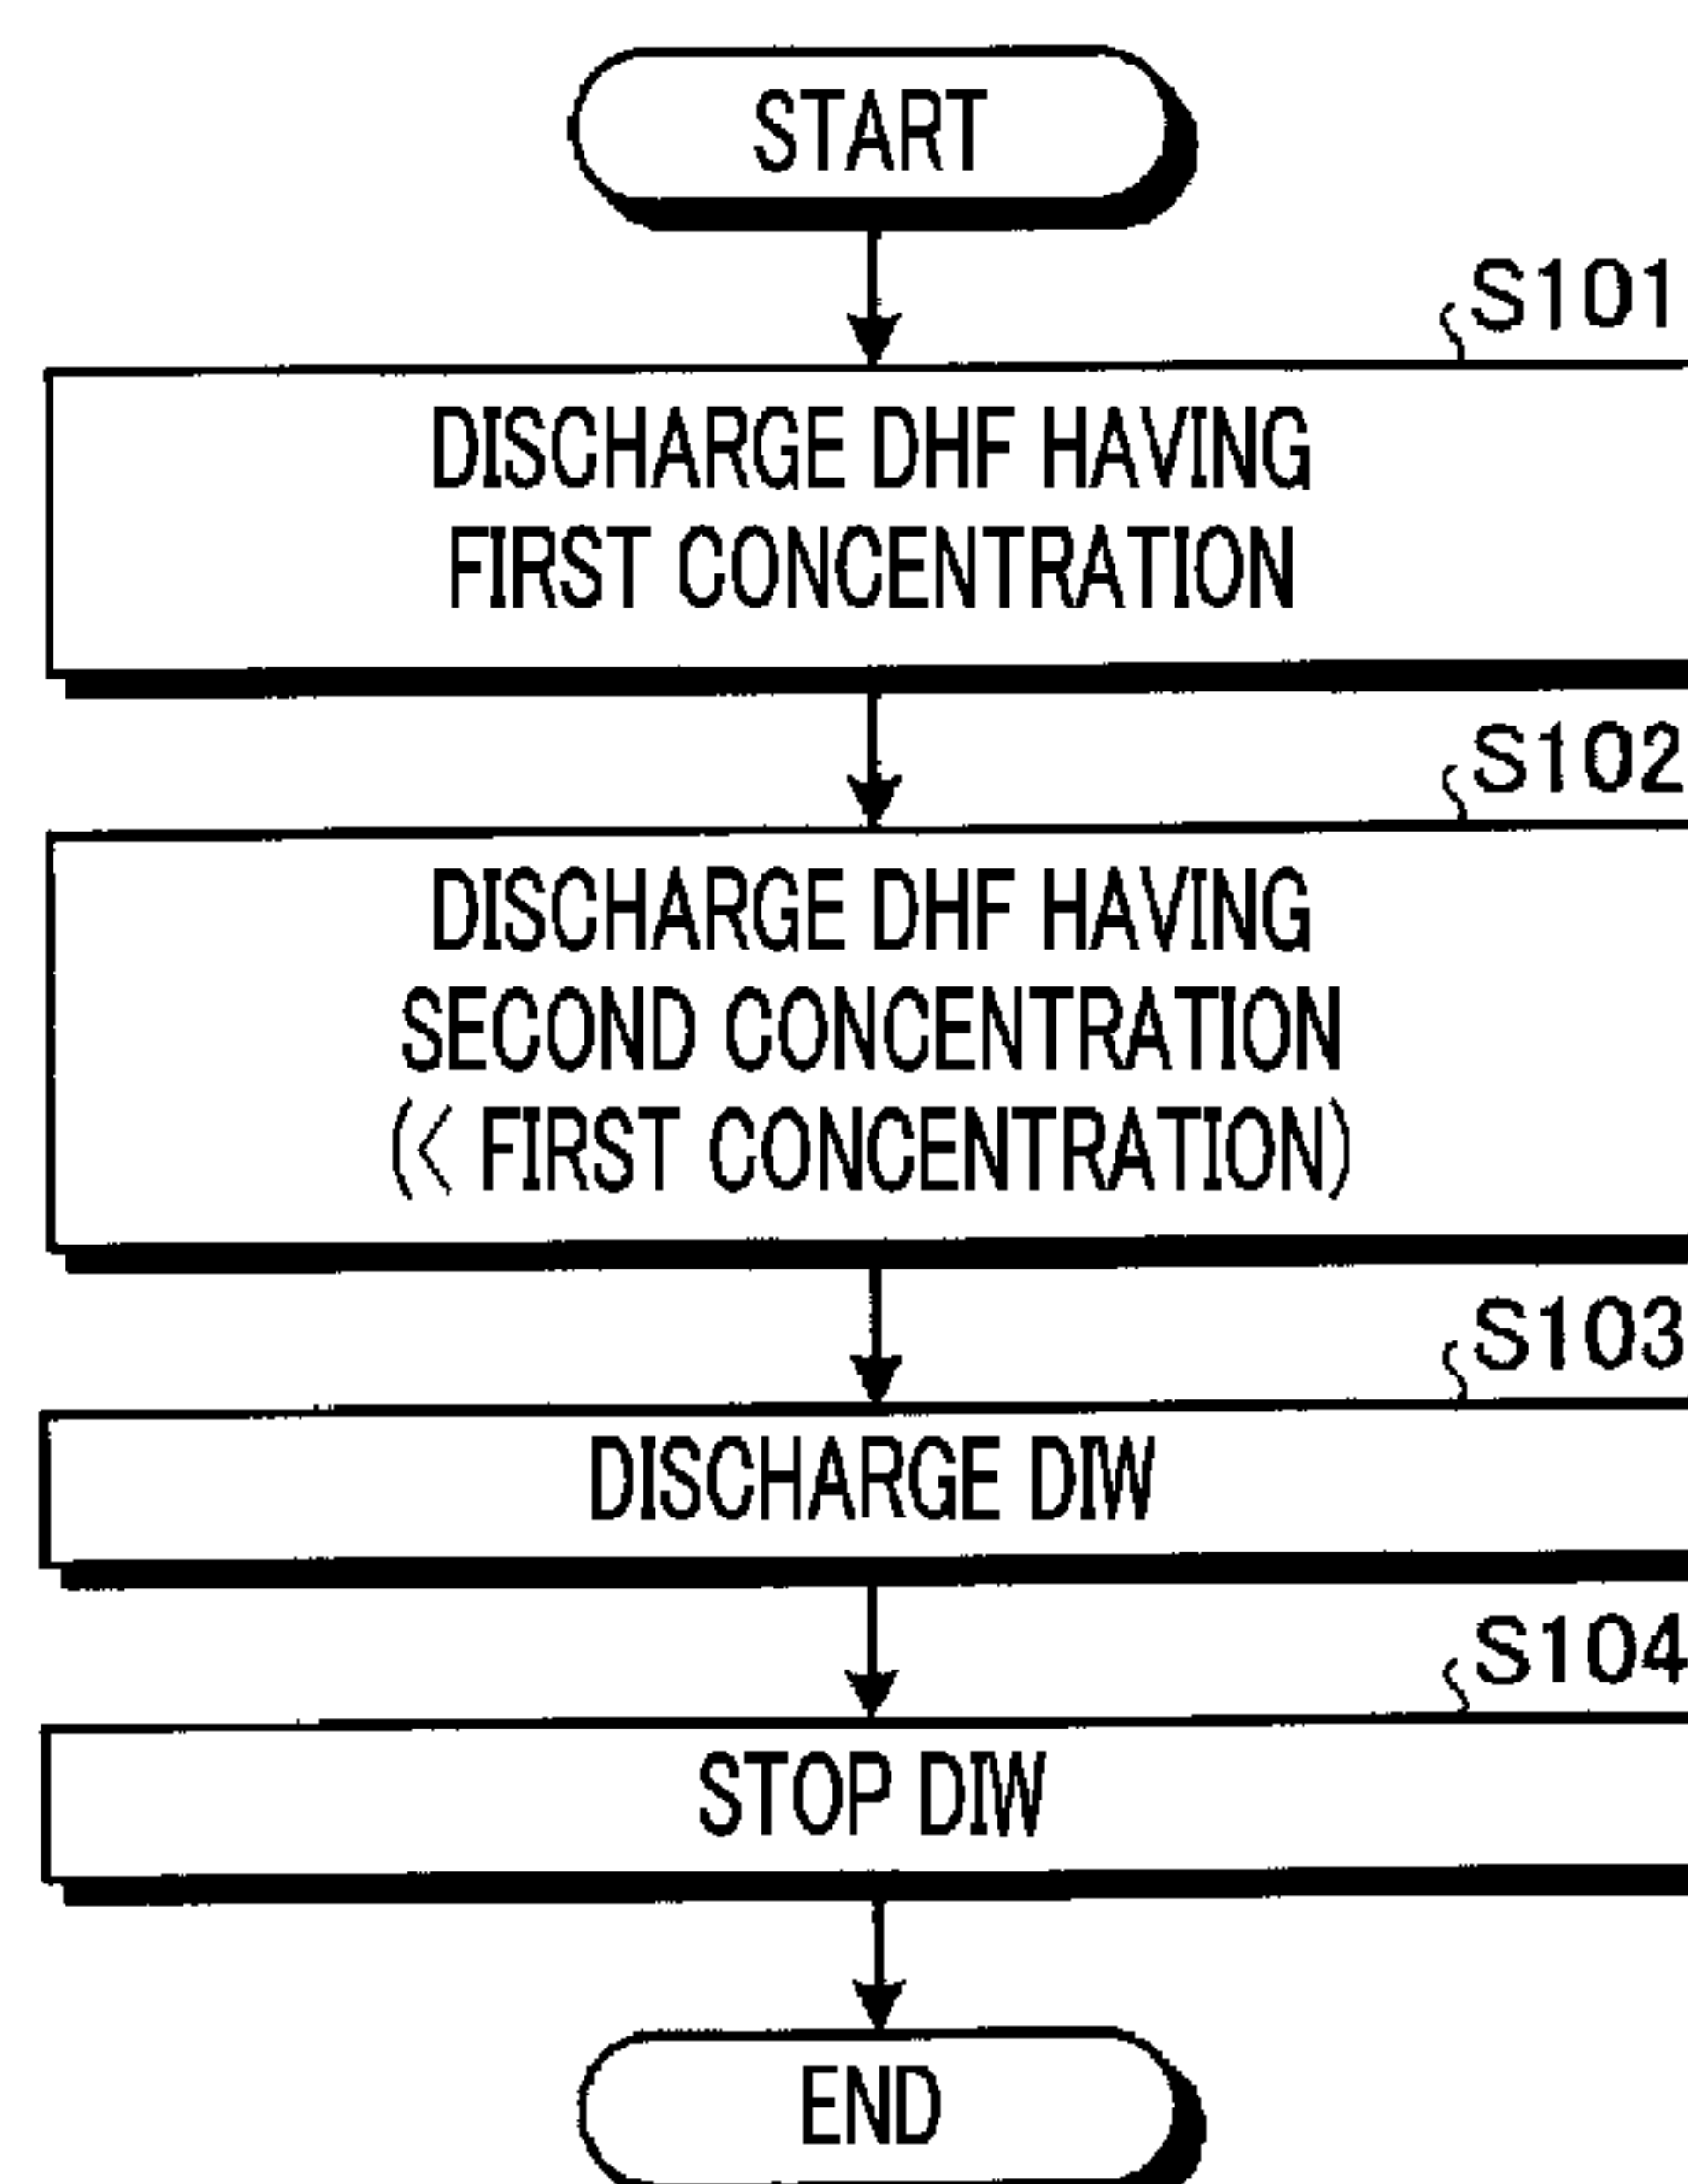 START
S101
DISCHARGE DHF HAVING
FIRST CONCENTRATION
S102
DISCHARGE DHF HAVING
SECOND CONCENTRATION
(< FIRST CONCENTRATION)
S103
DISCHARGE DIW
S104
STOP DIW
END